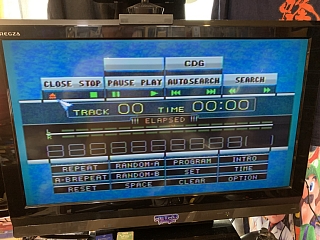 REGZA
CDG
CLOSE STOP PAUSE PLAY AUTOSEARCH SEARCH
TRACK 00 TIME 00:00
!!! ELAPSED !!!
REPEAT RANDOM-A PROGRAM INTRO
A-BREPEAT RANDOM-B SET TIME
RESET SPACE CLEAR OPTION